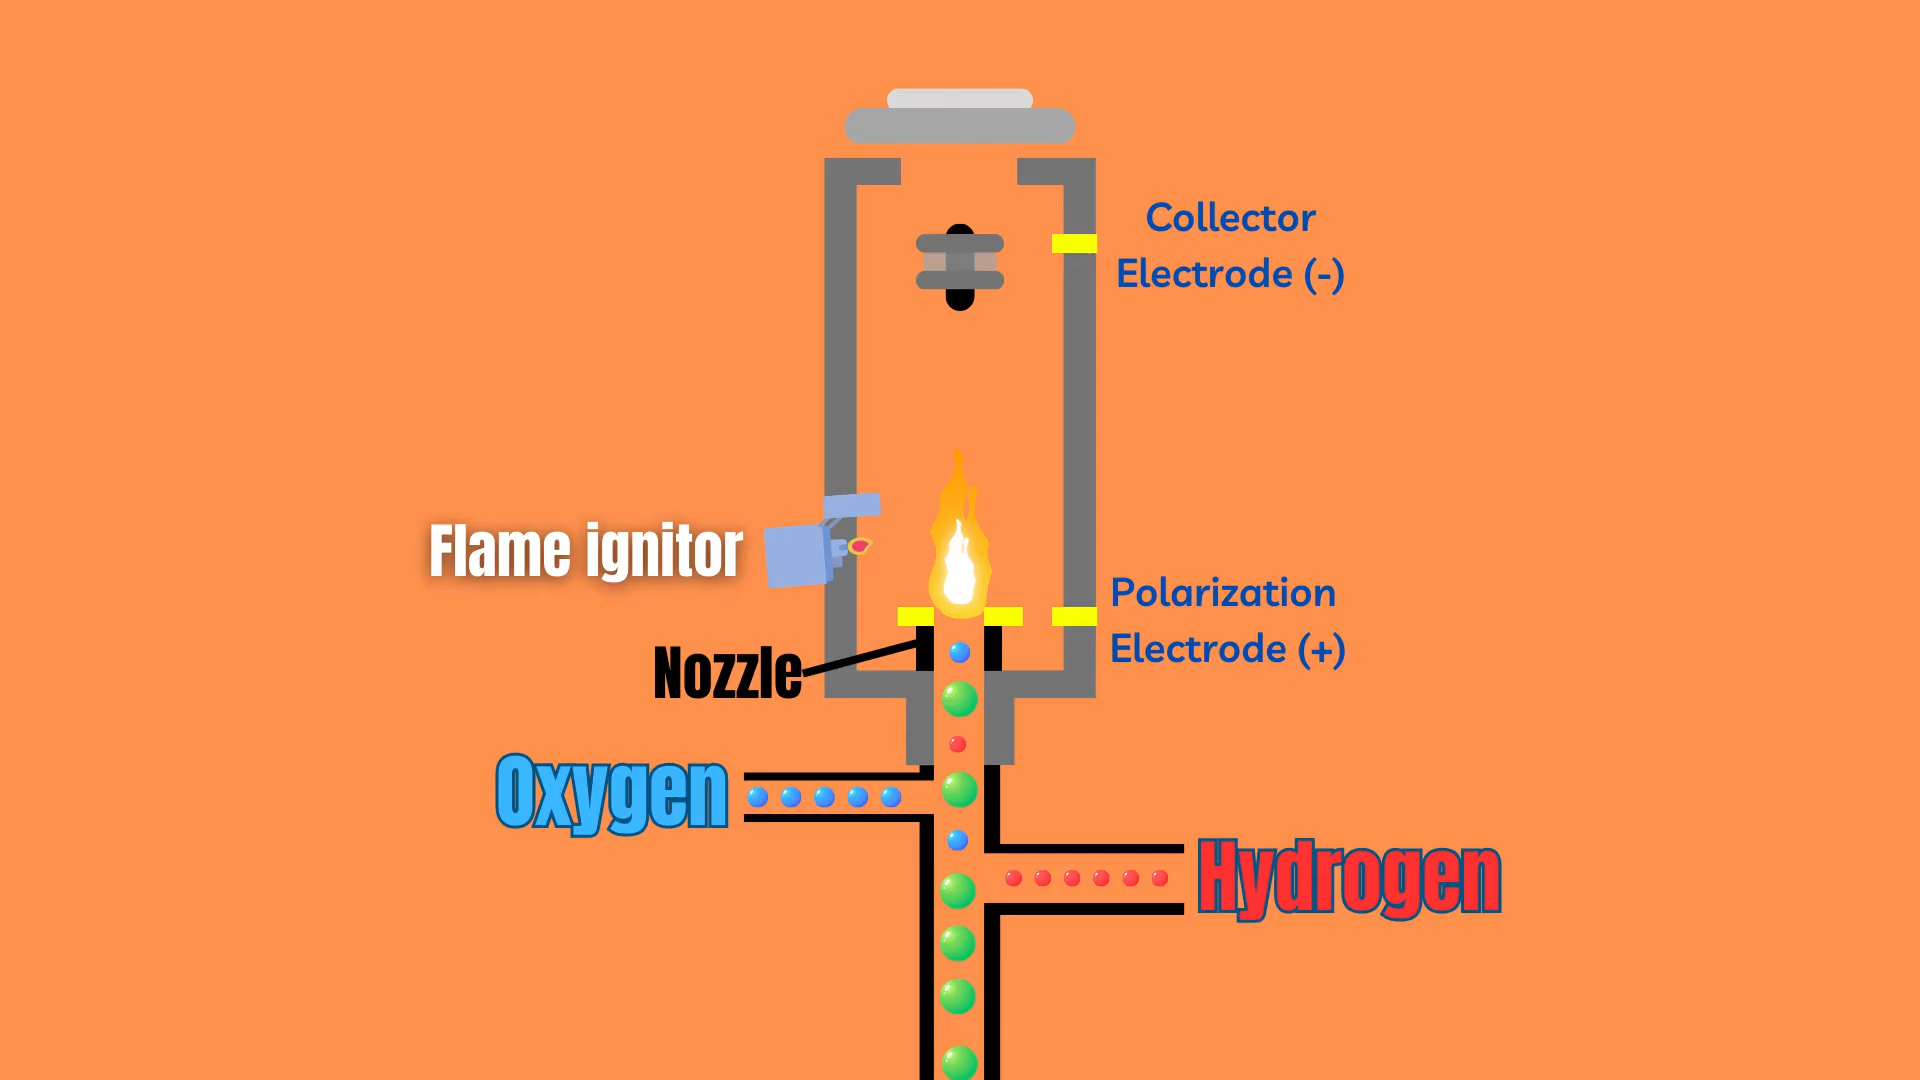 Collector
Electrode (-)
Flame ignitor
Polarization
Electrode (+)
Nozzle
Oxygen
Hydrogen